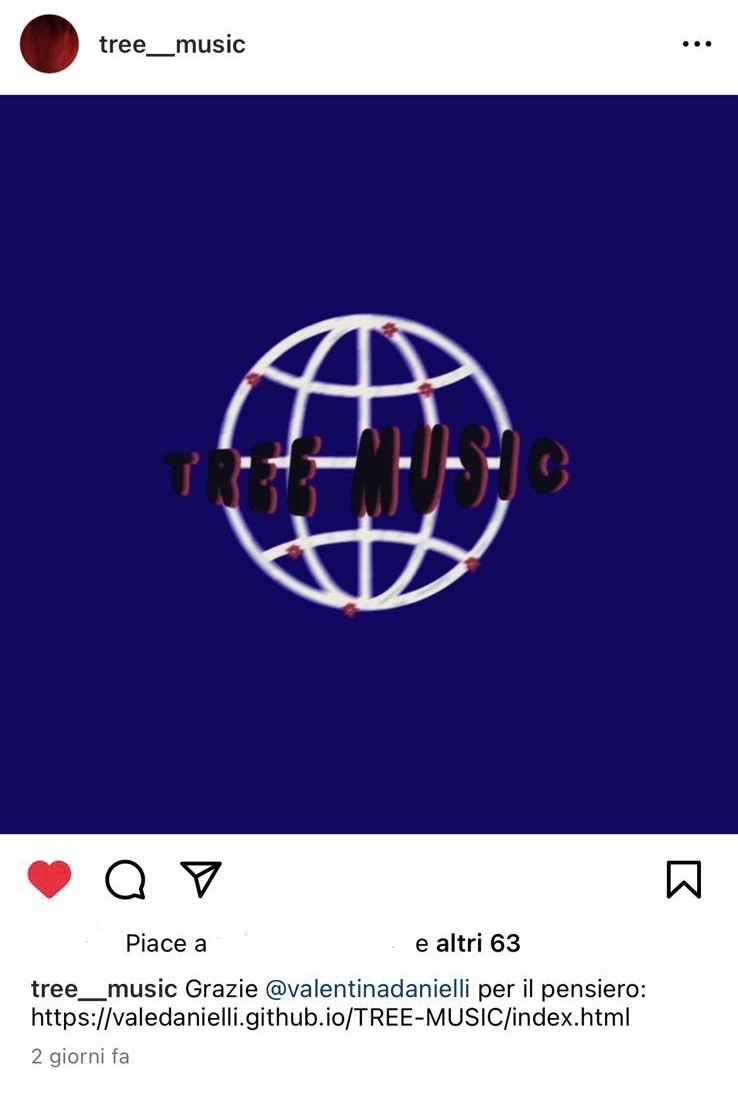 tree__music
TREE MUSIC
Piace a e altri 63
tree__music Grazie @valentinadanielli per il pensiero:
https://valedanielli.github.io/TREE-MUSIC/index.html
2 giorni fa